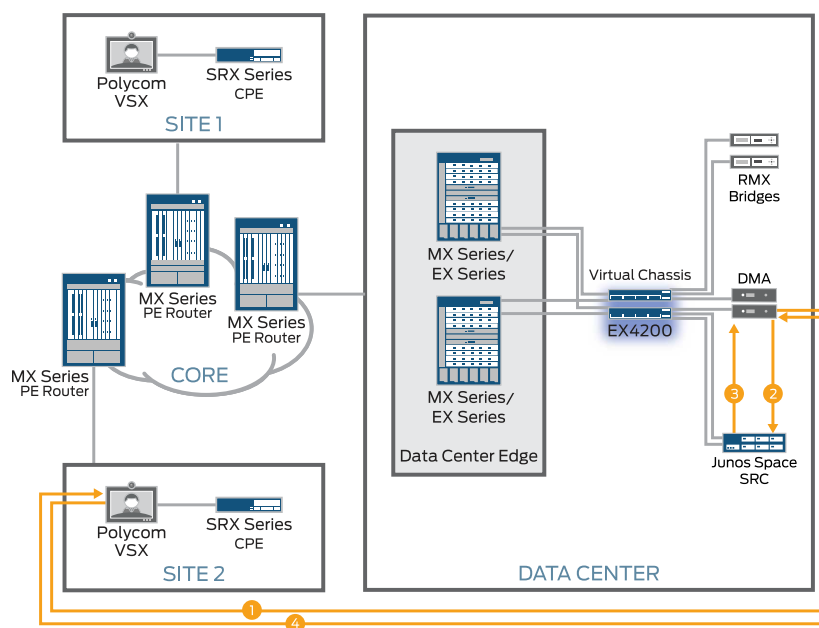 Polycom
VSX
SRX Series
CPE
SITE 1
MX Series
PE Router
MX Series
PE Router
MX Series
PE Router
CORE
Polycom
VSX
SRX Series
CPE
SITE 2
MX Series/
EX Series
MX Series/
EX Series
Data Center Edge
Virtual Chassis
EX4200
RMX
Bridges
DMA
3
2
Junos Space
SRC
DATA CENTER
1
4